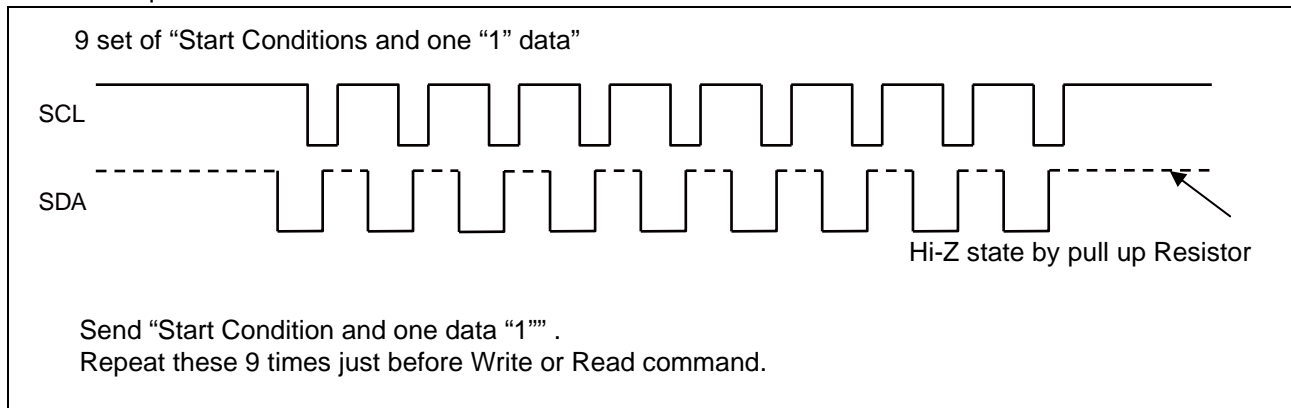 9 set of “Start Conditions and one “1” data”
SCL
SDA
Hi-Z state by pull up Resistor
Send “Start Condition and one data “1”” .
Repeat these 9 times just before Write or Read command.